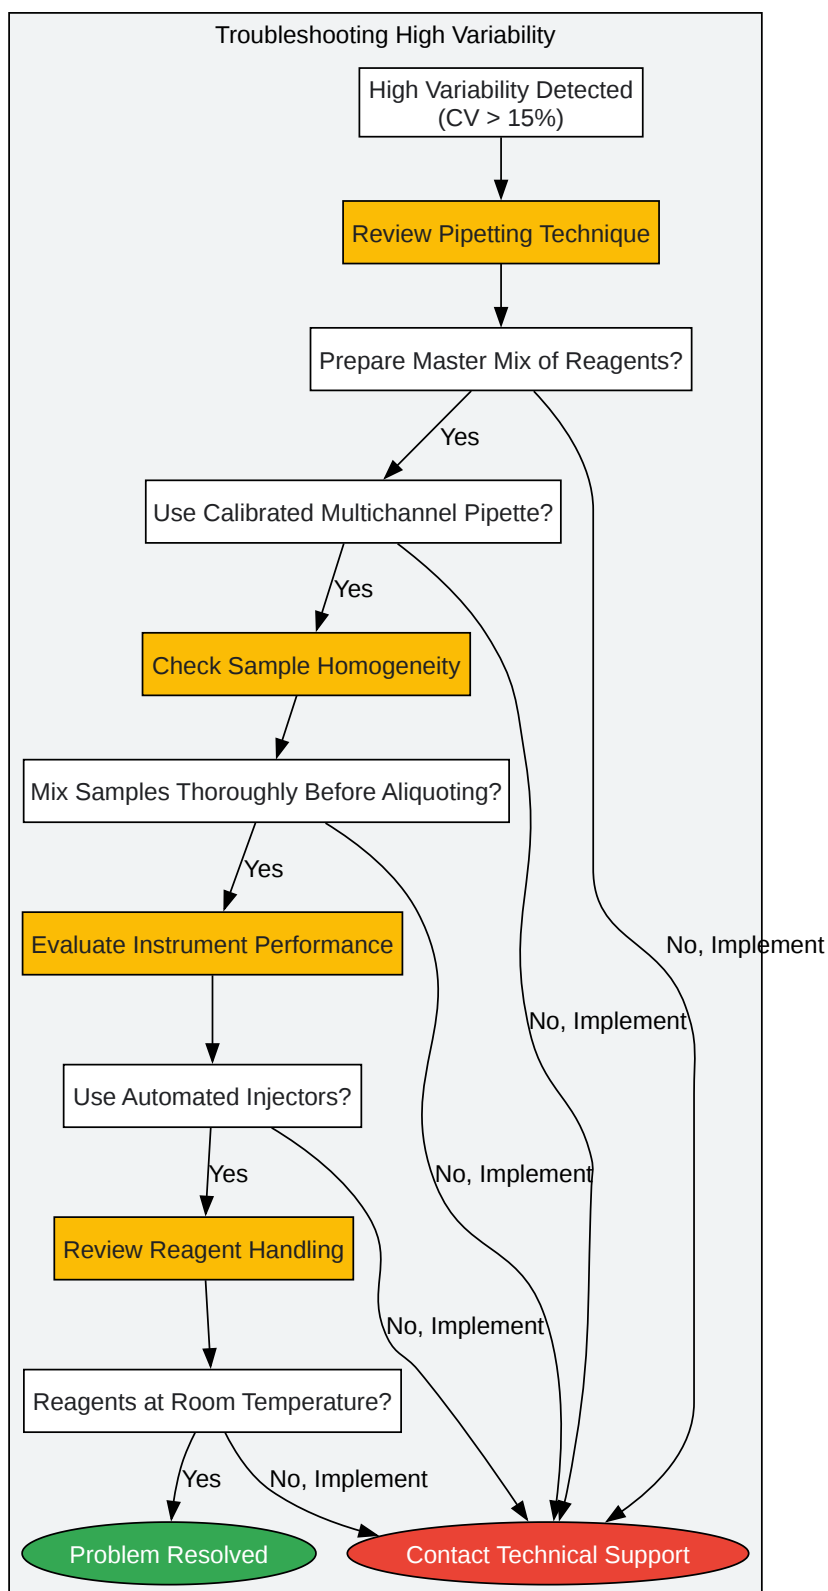 Troubleshooting High Variability
High Variability Detected
(CV > 15%)
Review Pipetting Technique
Prepare Master Mix of Reagents?
Yes
Use Calibrated Multichannel Pipette?
Yes
Check Sample Homogeneity
Mix Samples Thoroughly Before Aliquoting?
Yes
Evaluate Instrument Performance
No, Implement
No, Implement
Use Automated Injectors?
Yes
No, Implement
Review Reagent Handling
No, Implement
Reagents at Room Temperature?
Yes
No, Implement
Problem Resolved
Contact Technical Support